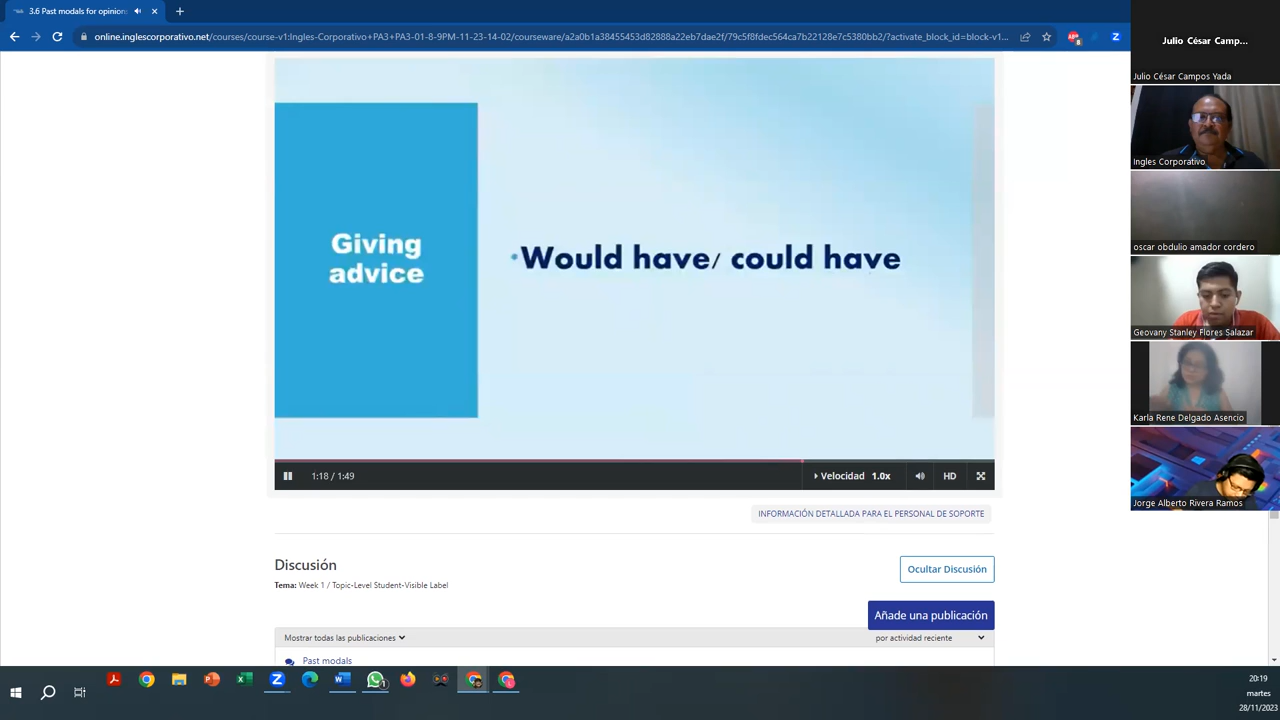 3.6 Past modals for opinions
online.inglescorporativo.net/courses/course-v1:Ingles-Corporativo+PA3+PA3-01-8-9PM-11-23-14-02/courseware/a2a0b1a38455453d82888a22eb7dae2f/79c5f8fdec564ca7b22128e7c5380bb2/?activate_block_id=block-v1...
Julio César Camp...
Julio César Campos Yada
Ingles Corporativo
oscar obdulio amador cordero
Geovany Stanley Flores Salazar
Karla Rene Delgado Asencio
Jorge Alberto Rivera Ramos
Giving
advice
•Would have/ could have
1:18 / 1:49
Velocidad 1.0x
HD
INFORMACIÓN DETALLADA PARA EL PERSONAL DE SOPORTE
Discusión
Ocultar Discusión
Tema: Week 1 / Topic-Level Student-Visible Label
Añade una publicación
Mostrar todas las publicaciones
por actividad reciente
Past modals
20:19
martes
28/11/2023